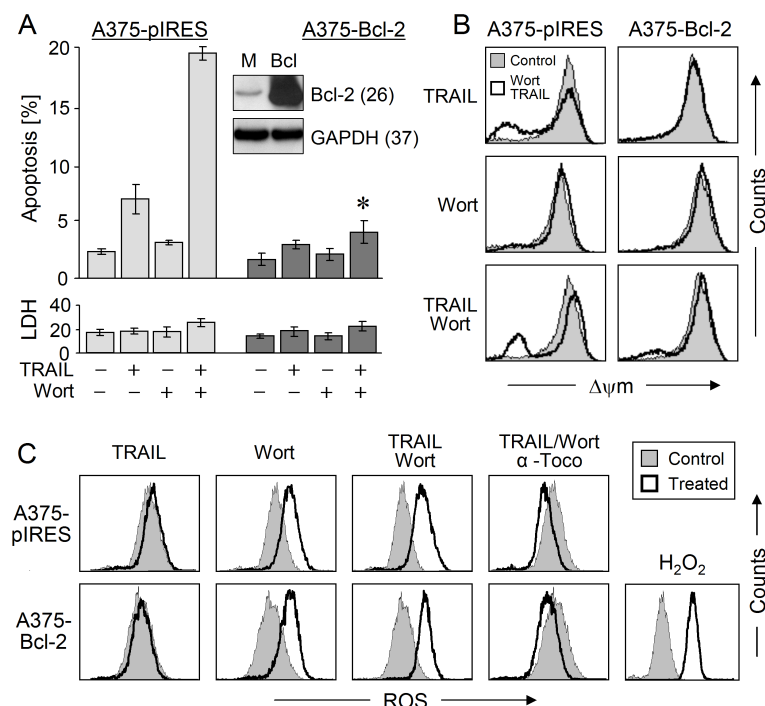 A
A375-pIRES
A375-Bcl-2
Apoptosis [%]
20
15
10
5
0
M Bcl
Bcl-2 (26)
GAPDH (37)
*
LDH
40
20
0
TRAIL – + – + – + – +
Wort – – + + – – + +
B
A375-pIRES
A375-Bcl-2
Control
Wort
TRAIL
TRAIL
Wort
TRAIL
Wort
Counts
Δψm
C
TRAIL
Wort
TRAIL
Wort
TRAIL/Wort
α -Toco
Control
Treated
A375-
pIRES
A375-
Bcl-2
H₂O₂
Counts
ROS